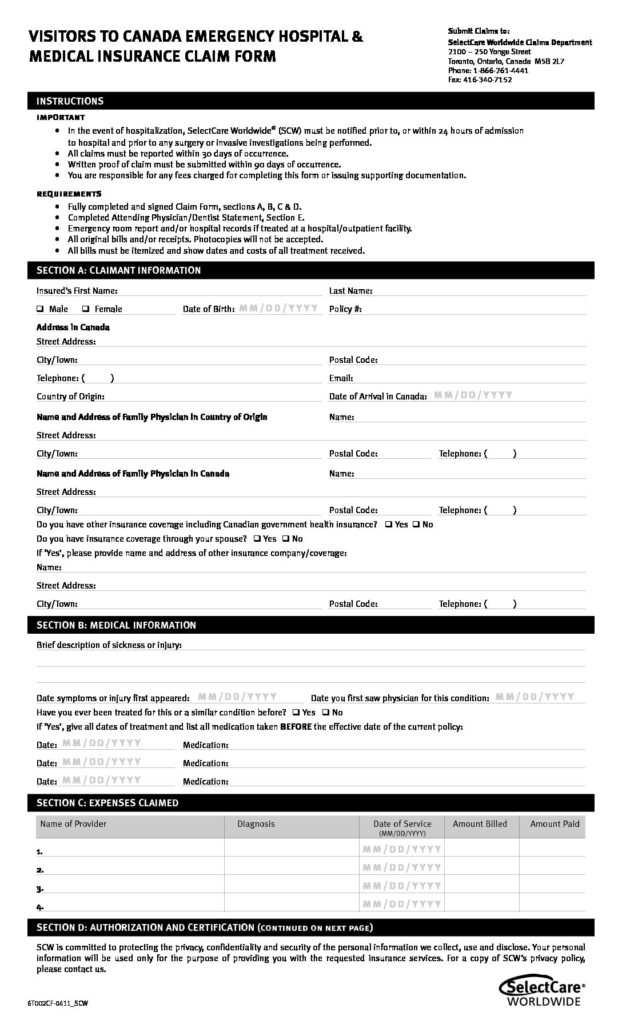 VISITORS TO CANADA EMERGENCY HOSPITAL &
MEDICAL INSURANCE CLAIM FORM
Submit Claims to:
SelectCare Worldwide Claims Department
2100 – 250 Yonge Street
Toronto, Ontario, Canada M5B 2L7
Phone: 1-866-261-4441
Fax: 416-340-7152
INSTRUCTIONS
IMPORTANT
• In the event of hospitalization, SelectCare Worldwide® (SCW) must be notified prior to, or within 24 hours of admission
to hospital and prior to any surgery or invasive investigations being performed.
• All claims must be reported within 30 days of occurrence.
• Written proof of claim must be submitted within 90 days of occurrence.
• You are responsible for any fees charged for completing this form or issuing supporting documentation.
REQUIREMENTS
• Fully completed and signed Claim Form, sections A, B, C & D.
• Completed Attending Physician/Dentist Statement, Section E.
• Emergency room report and/or hospital records if treated at a hospital/outpatient facility.
• All original bills and/or receipts. Photocopies will not be accepted.
• All bills must be itemized and show dates and costs of all treatment received.
SECTION A: CLAIMANT INFORMATION
Insured's First Name: Last Name:
❑ Male ❑ Female Date of Birth: MM/DD/YYYY Policy #:
Address in Canada
Street Address:
City/Town: Postal Code:
Telephone: ( ) Email:
Country of Origin: Date of Arrival in Canada: MM/DD/YYYY
Name and Address of Family Physician in Country of Origin Name:
Street Address:
City/Town: Postal Code: Telephone: ( )
Name and Address of Family Physician in Canada Name:
Street Address:
City/Town: Postal Code: Telephone: ( )
Do you have other insurance coverage including Canadian government health insurance? ❑ Yes ❑ No
Do you have insurance coverage through your spouse? ❑ Yes ❑ No
If 'Yes', please provide name and address of other insurance company/coverage:
Name:
Street Address:
City/Town: Postal Code: Telephone: ( )
SECTION B: MEDICAL INFORMATION
Brief description of sickness or injury:
Date symptoms or injury first appeared: MM/DD/YYYY Date you first saw physician for this condition: MM/DD/YYYY
Have you ever been treated for this or a similar condition before? ❑ Yes ❑ No
If 'Yes', give all dates of treatment and list all medication taken BEFORE the effective date of the current policy:
Date: MM/DD/YYYY Medication:
Date: MM/DD/YYYY Medication:
Date: MM/DD/YYYY Medication:
SECTION C: EXPENSES CLAIMED
Name of Provider Diagnosis Date of Service Amount Billed Amount Paid
(MM/DD/YYYY)
1. MM/DD/YYYY
2. MM/DD/YYYY
3. MM/DD/YYYY
4. MM/DD/YYYY
SECTION D: AUTHORIZATION AND CERTIFICATION (CONTINUED ON NEXT PAGE)
SCW is committed to protecting the privacy, confidentiality and security of the personal information we collect, use and disclose. Your personal
information will be used only for the purpose of providing you with the requested insurance services. For a copy of SCW's privacy policy,
please contact us.
SelectCare®
WORLDWIDE
6T002CF-0411_SCW